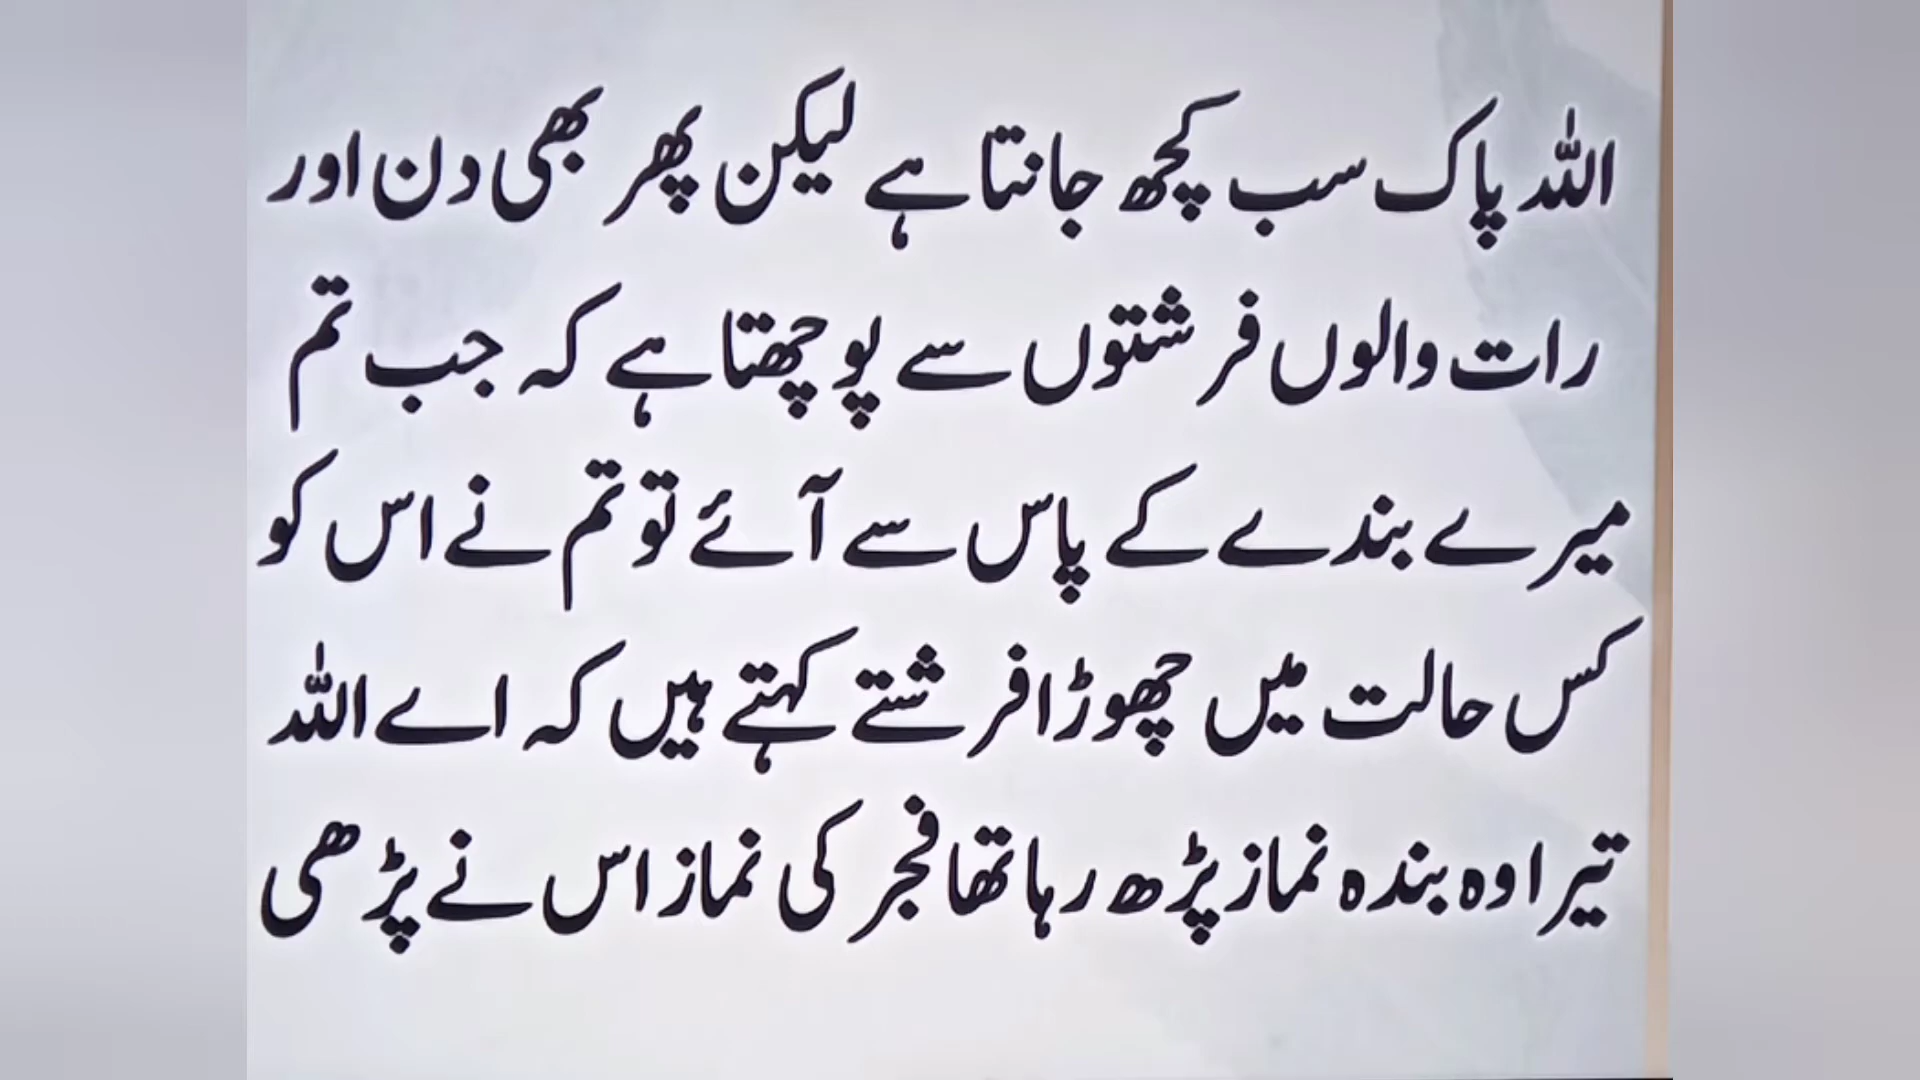 اللہ پاک سب کچھ جانتا ہے لیکن پھر بھی دن اور
رات والوں فرشتوں سے پوچھتا ہے کہ جب تم
میرے بندے کے پاس سے آئے تو تم نے اس کو
کس حالت میں چھوڑا فرشتے کہتے ہیں کہ اے اللہ
تیرا وہ بندہ نماز پڑھ رہا تھا فجر کی نماز اس نے پڑھی